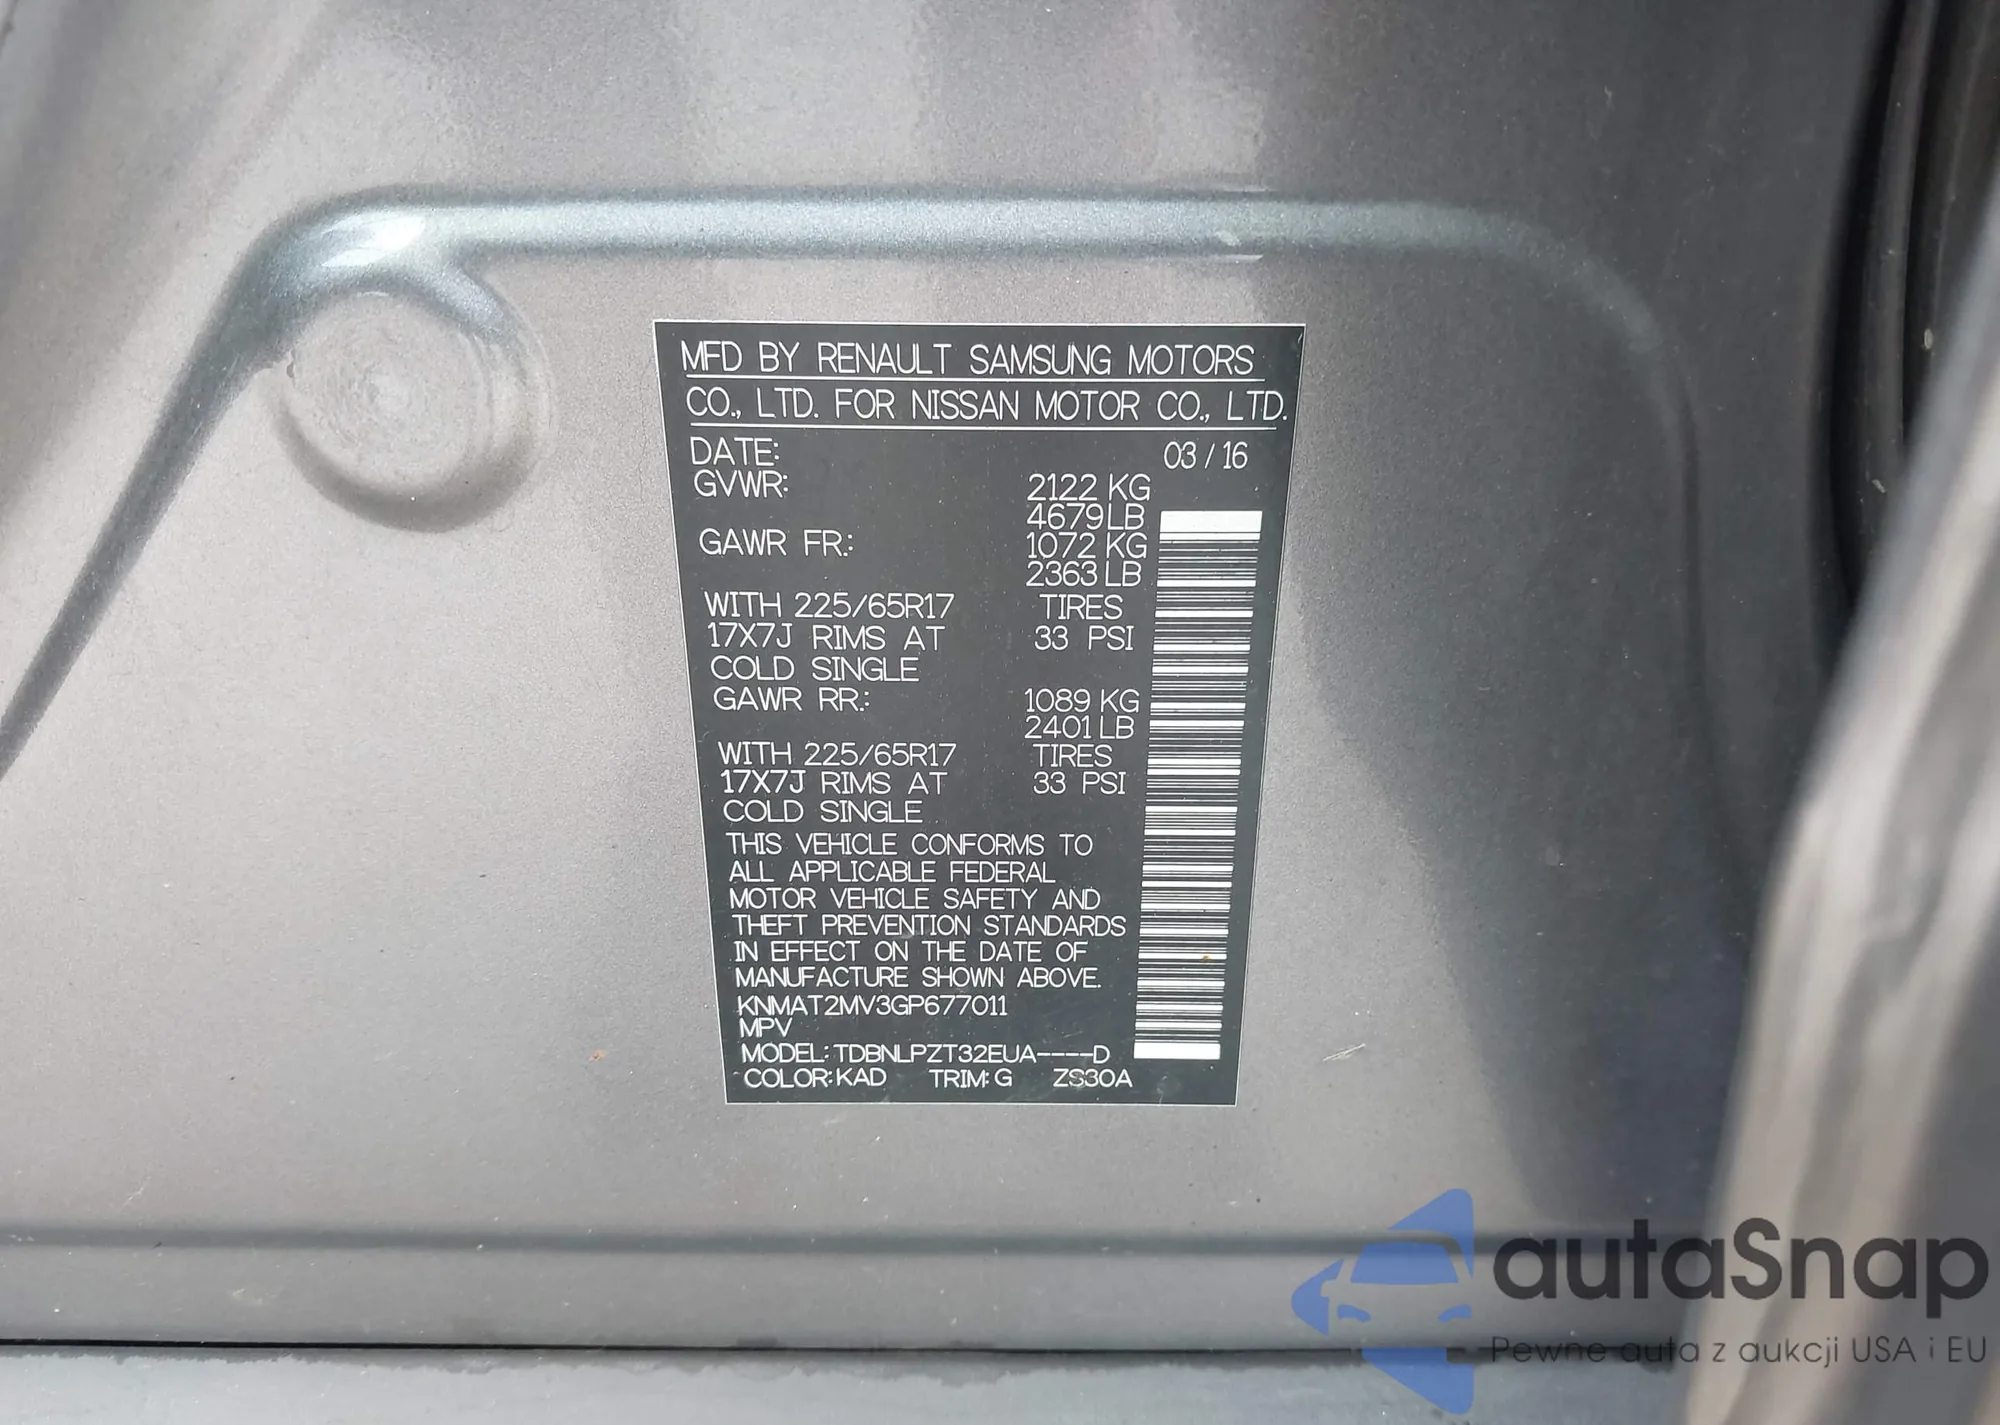 MFD BY RENAULT SAMSUNG MOTORS
CO., LTD. FOR NISSAN MOTOR CO., LTD.
DATE: 03 / 16
GVWR: 2122 KG
4679 LB
GAWR FR.: 1072 KG
2363 LB
WITH 225/65R17 TIRES
17X7J RIMS AT 33 PSI
COLD SINGLE
GAWR RR.: 1089 KG
2401 LB
WITH 225/65R17 TIRES
17X7J RIMS AT 33 PSI
COLD SINGLE
THIS VEHICLE CONFORMS TO
ALL APPLICABLE FEDERAL
MOTOR VEHICLE SAFETY AND
THEFT PREVENTION STANDARDS
IN EFFECT ON THE DATE OF
MANUFACTURE SHOWN ABOVE.
KNMAT2MV3GP677011
MPV
MODEL: TDBNLPZT32EUA----D
COLOR: KAD TRIM: G ZS30A
autaSnap
Pewne auta z aukcji USA i EU